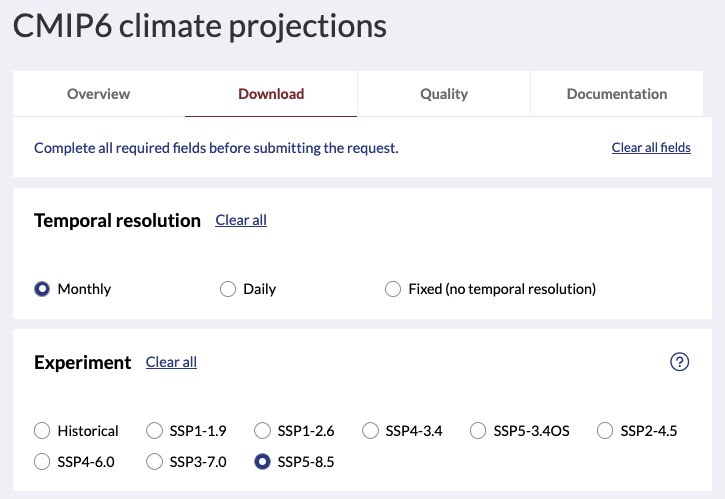 CMIP6 climate projections
Overview Download Quality Documentation
Complete all required fields before submitting the request. Clear all fields
Temporal resolution Clear all
Monthly Daily Fixed (no temporal resolution)
Experiment Clear all ?
Historical SSP1-1.9 SSP1-2.6 SSP4-3.4 SSP5-3.4OS SSP2-4.5
SSP4-6.0 SSP3-7.0 SSP5-8.5